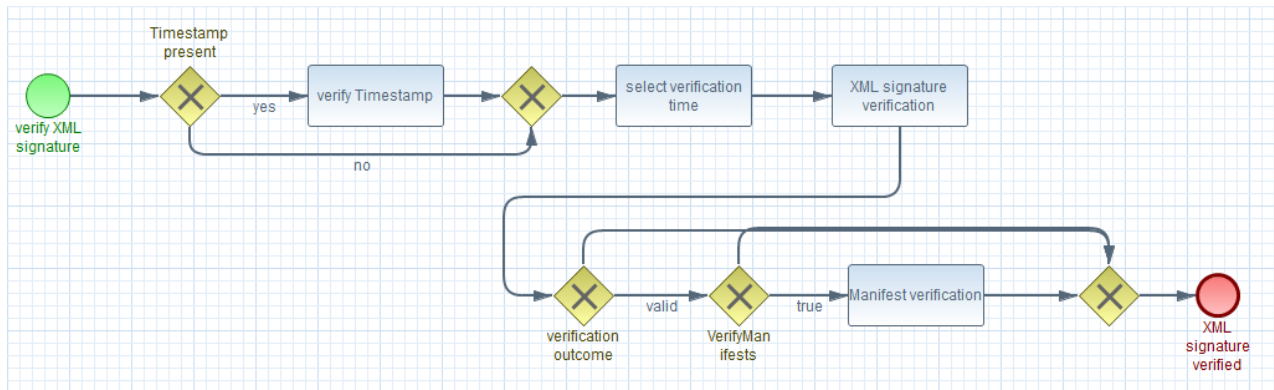 Timestamp
present
verify Timestamp
select verification
time
XML signature
verification
yes
verify XML
signature
no
Manifest verification
valid
true
verification
outcome
VerifyMan
ifests
XML
signature
verified